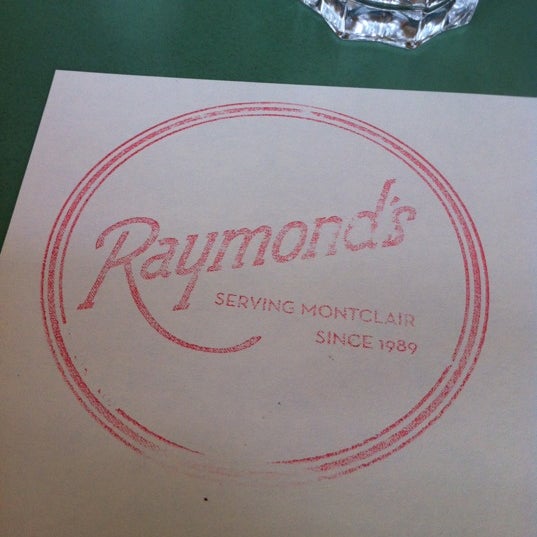 Raymond's
SERVING MONTCLAIR
SINCE 1989